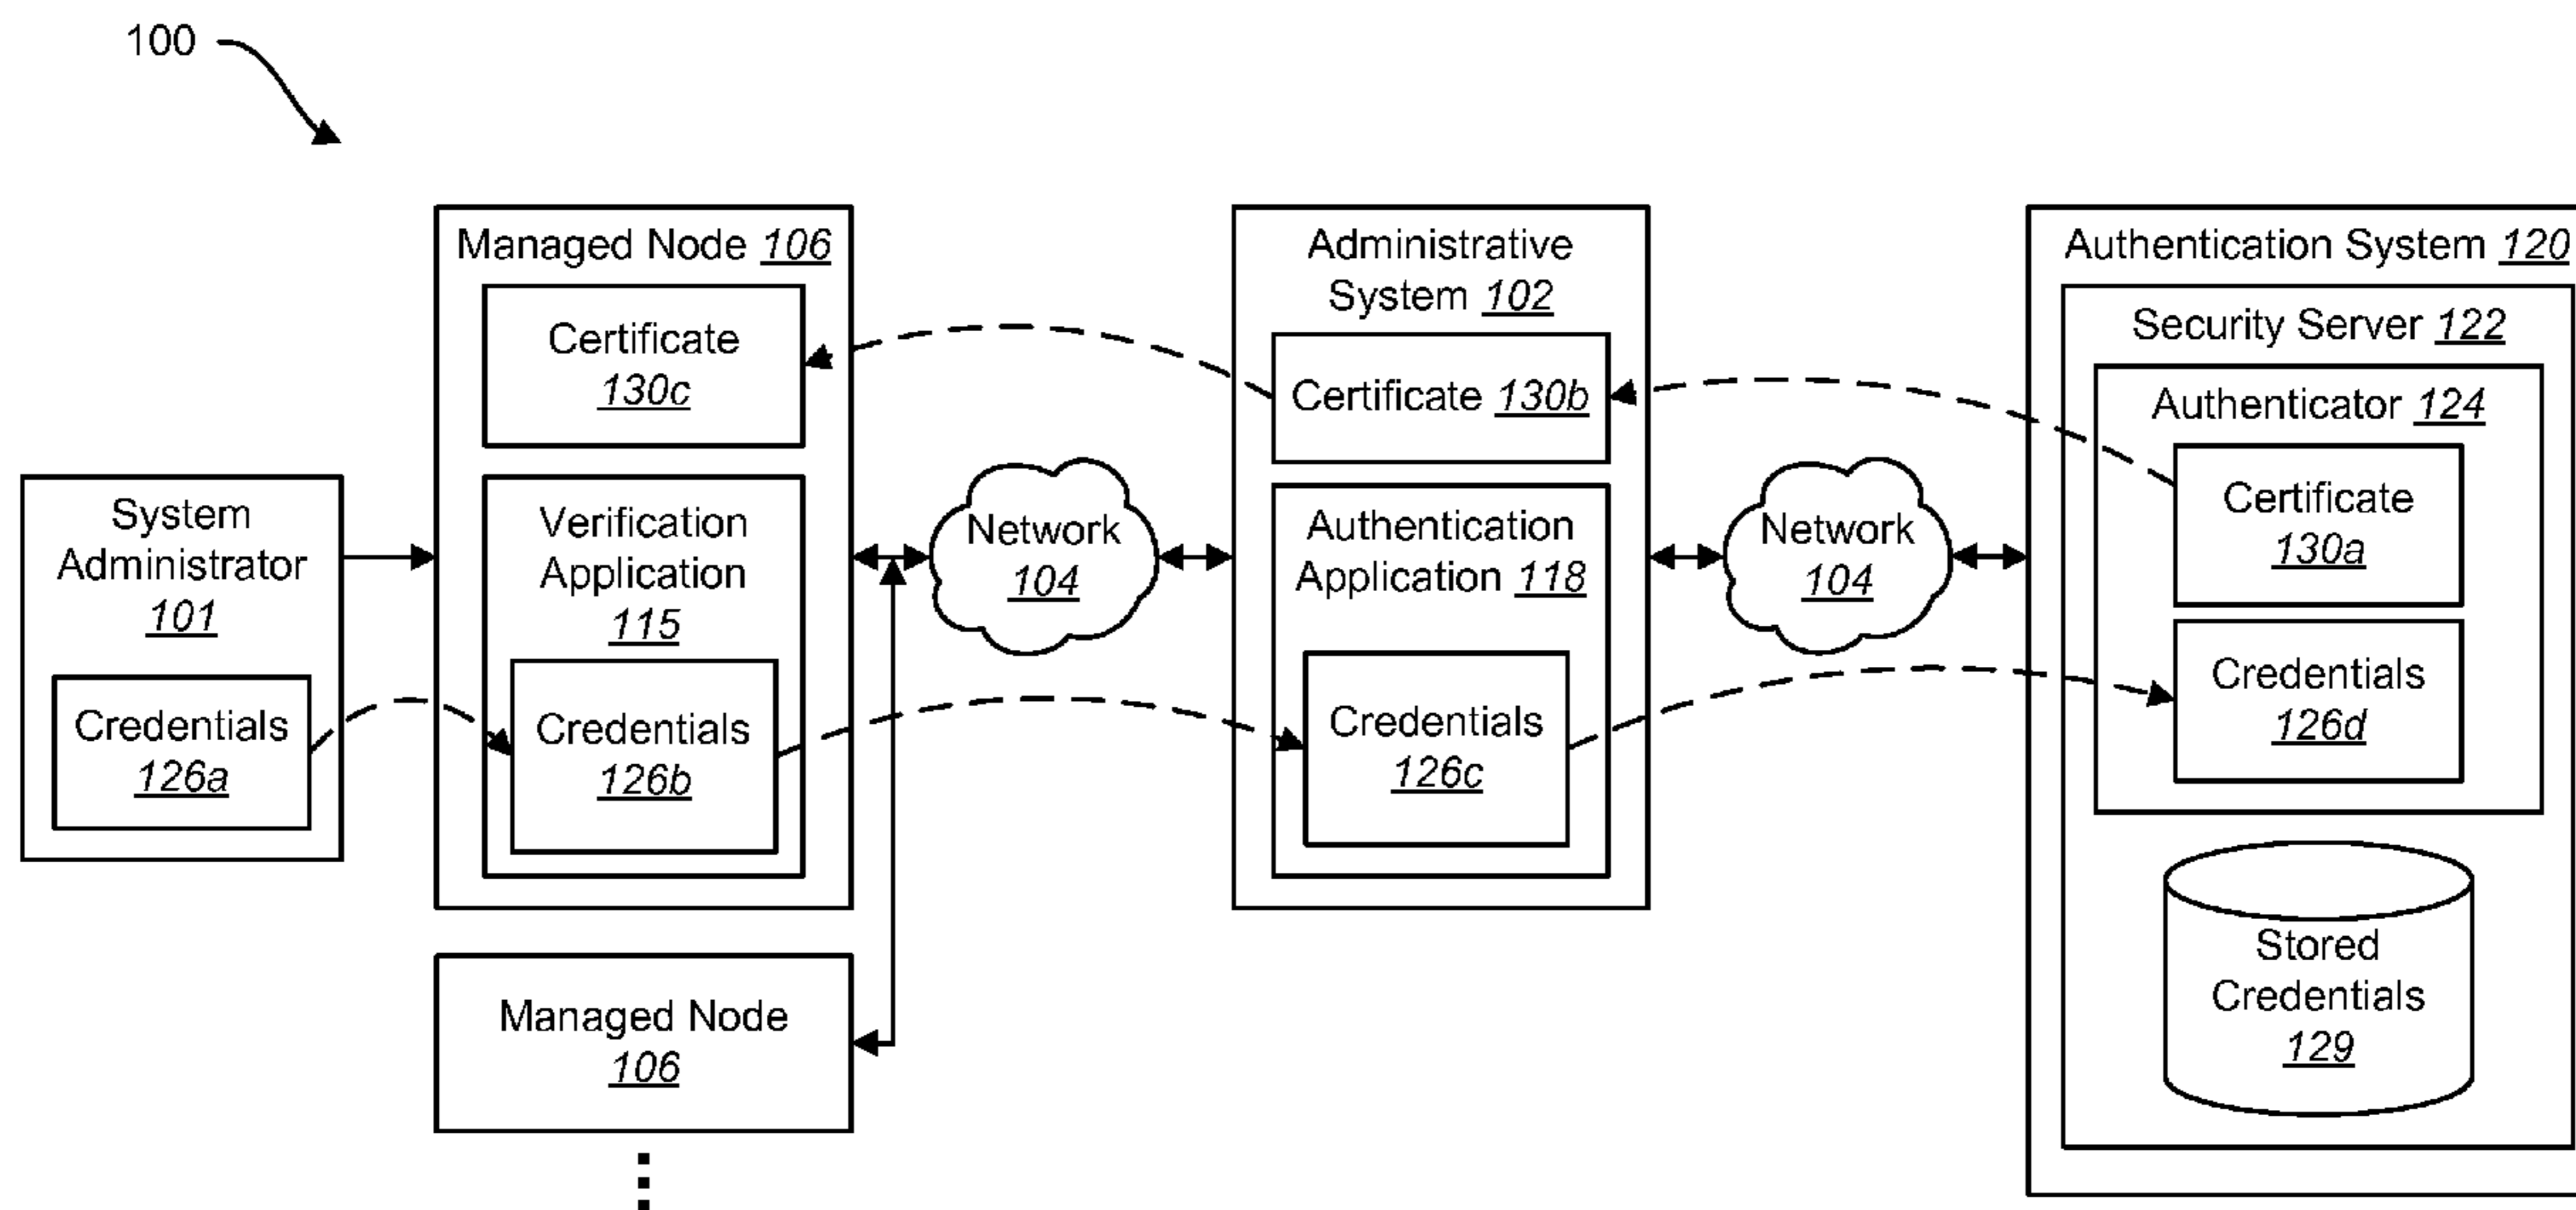 100
System
Administrator
101
Credentials
126a
Managed Node 106
Certificate
130c
Verification
Application
115
Credentials
126b
Managed Node
106
Network
104
Administrative
System 102
Certificate 130b
Authentication
Application 118
Credentials
126c
Network
104
Authentication System 120
Security Server 122
Authenticator 124
Certificate
130a
Credentials
126d
Stored
Credentials
129